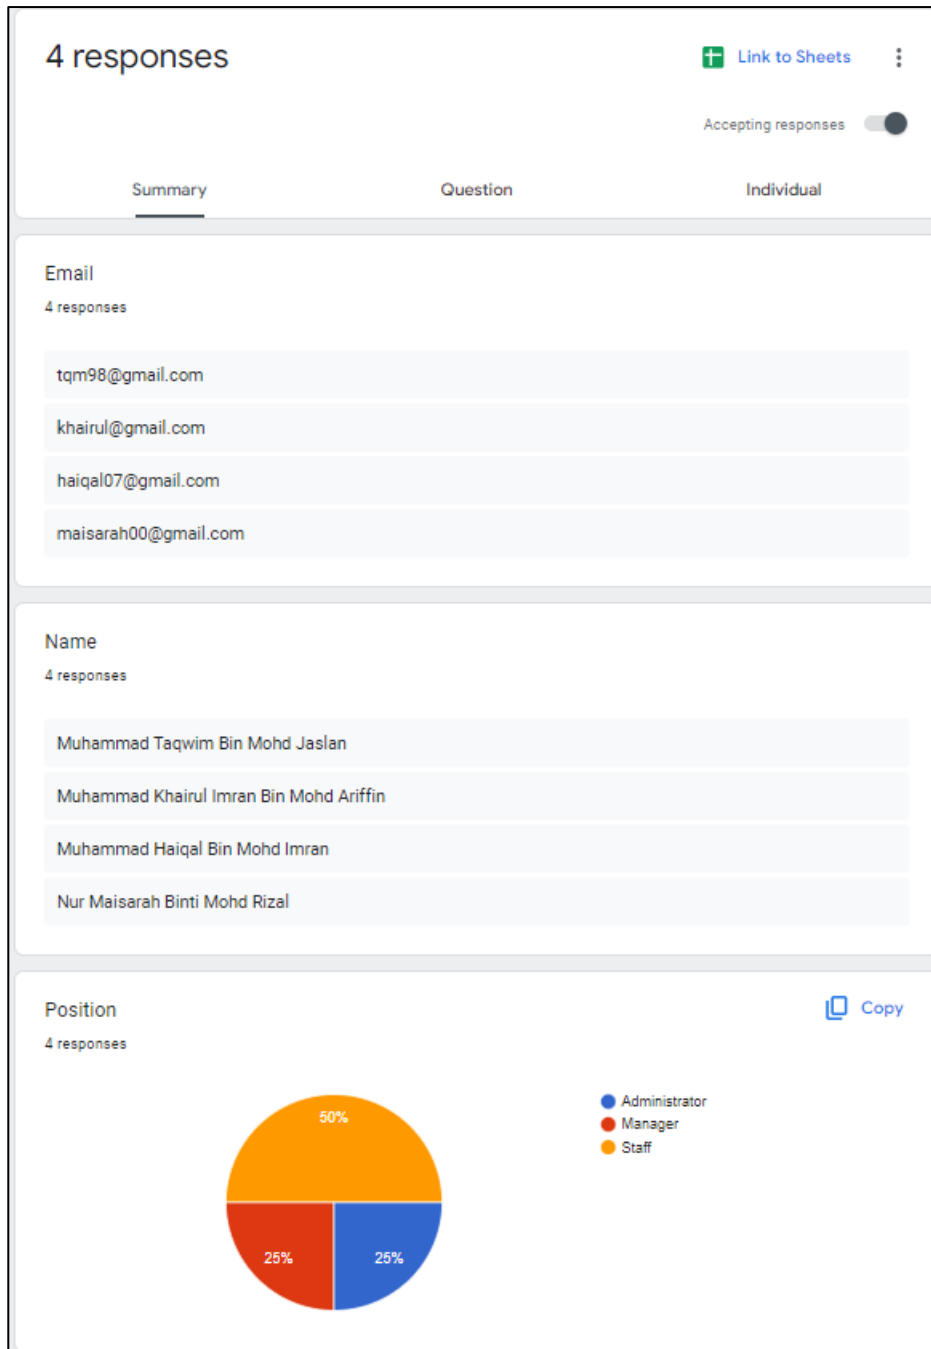 4 responses
Link to Sheets
Accepting responses
Summary
Question
Individual
Email
4 responses
tqm98@gmail.com
khairul@gmail.com
haiqal07@gmail.com
maisarah00@gmail.com
Name
4 responses
Muhammad Taqwim Bin Mohd Jaslan
Muhammad Khairul Imran Bin Mohd Ariffin
Muhammad Haiqal Bin Mohd Imran
Nur Maisarah Binti Mohd Rizal
Position
Copy
4 responses
50%
25%
25%
Administrator
Manager
Staff